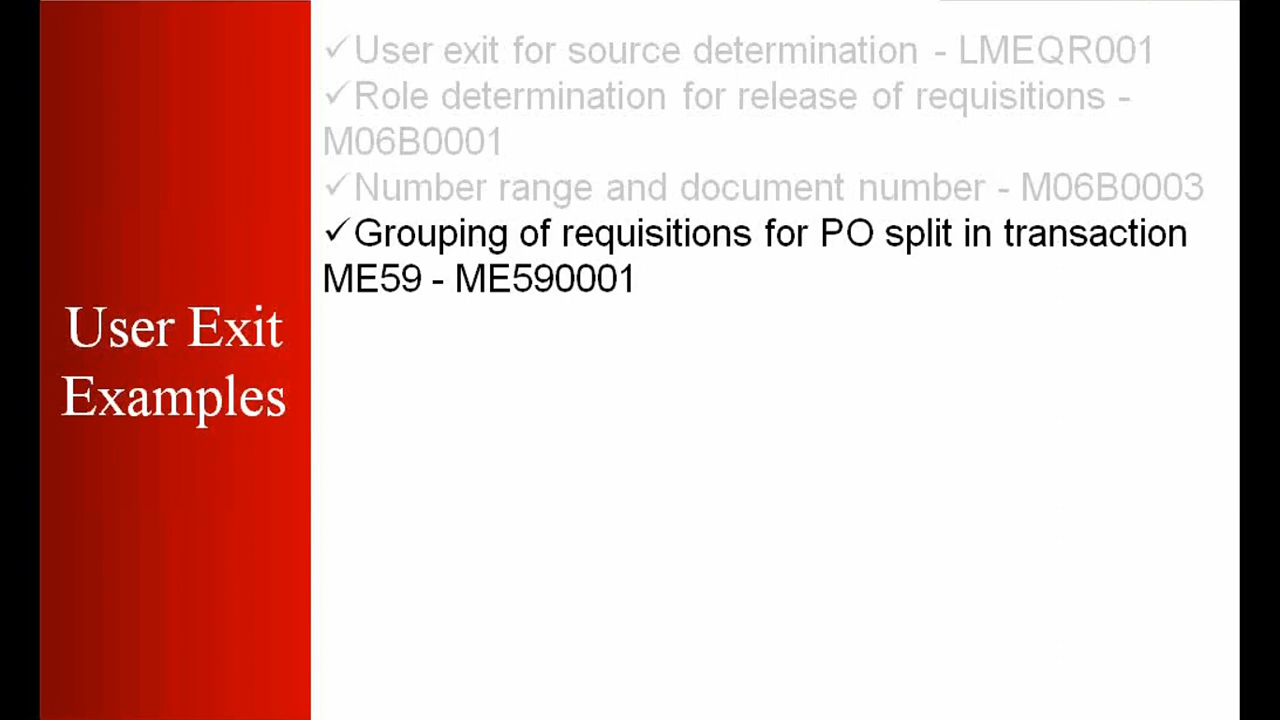 User Exit
Examples
✓User exit for source determination - LMEQR001
✓Role determination for release of requisitions -
M06B0001
✓Number range and document number - M06B0003
✓Grouping of requisitions for PO split in transaction
ME59 - ME590001